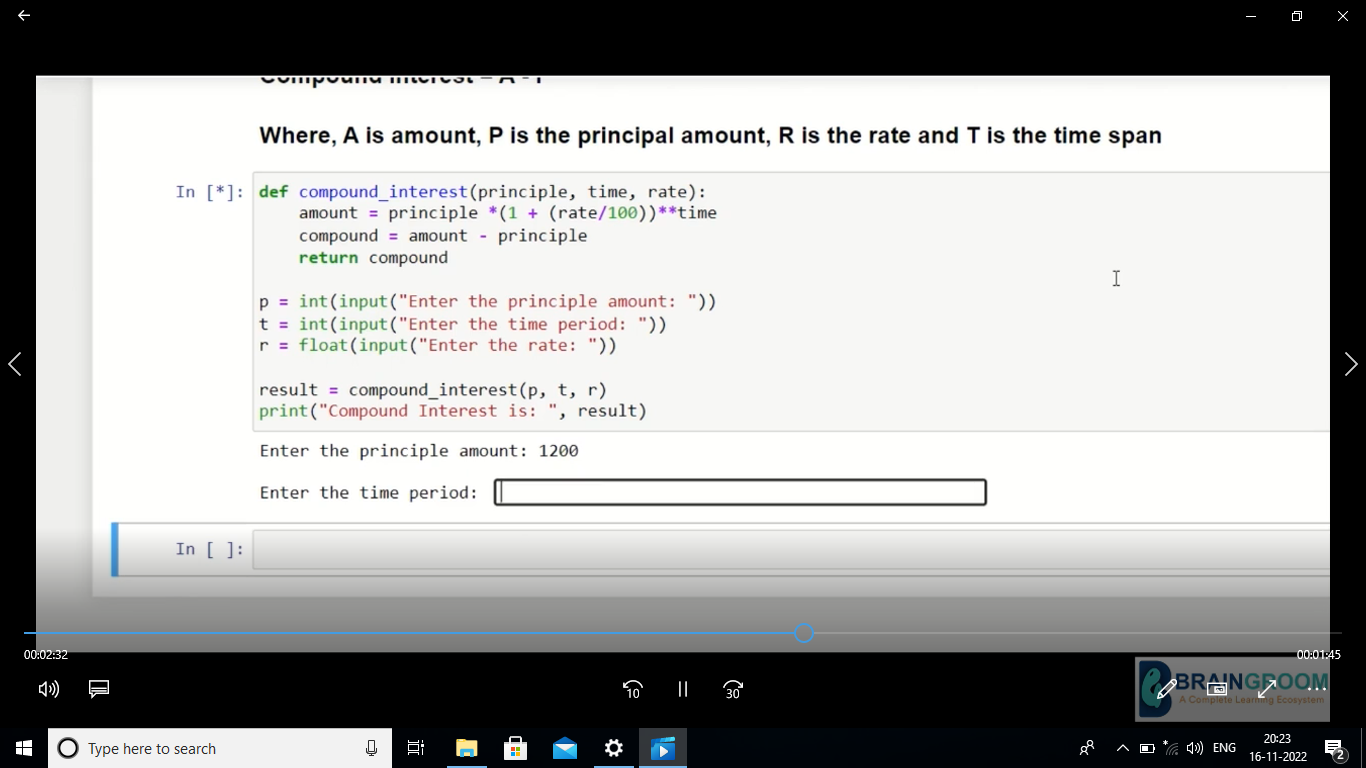 Compound Interest = A - P
Where, A is amount, P is the principal amount, R is the rate and T is the time span
In [*]:
def compound_interest(principle, time, rate):
    amount = principle *(1 + (rate/100))**time
    compound = amount - principle
    return compound
p = int(input("Enter the principle amount: "))
t = int(input("Enter the time period: "))
r = float(input("Enter the rate: "))
result = compound_interest(p, t, r)
print("Compound Interest is: ", result)
Enter the principle amount: 1200
Enter the time period:
In [ ]:
00:02:32
00:01:45
10
30
BRAINGROOM
A Complete Learning Ecosystem
Type here to search
ENG
20:23
16-11-2022
2